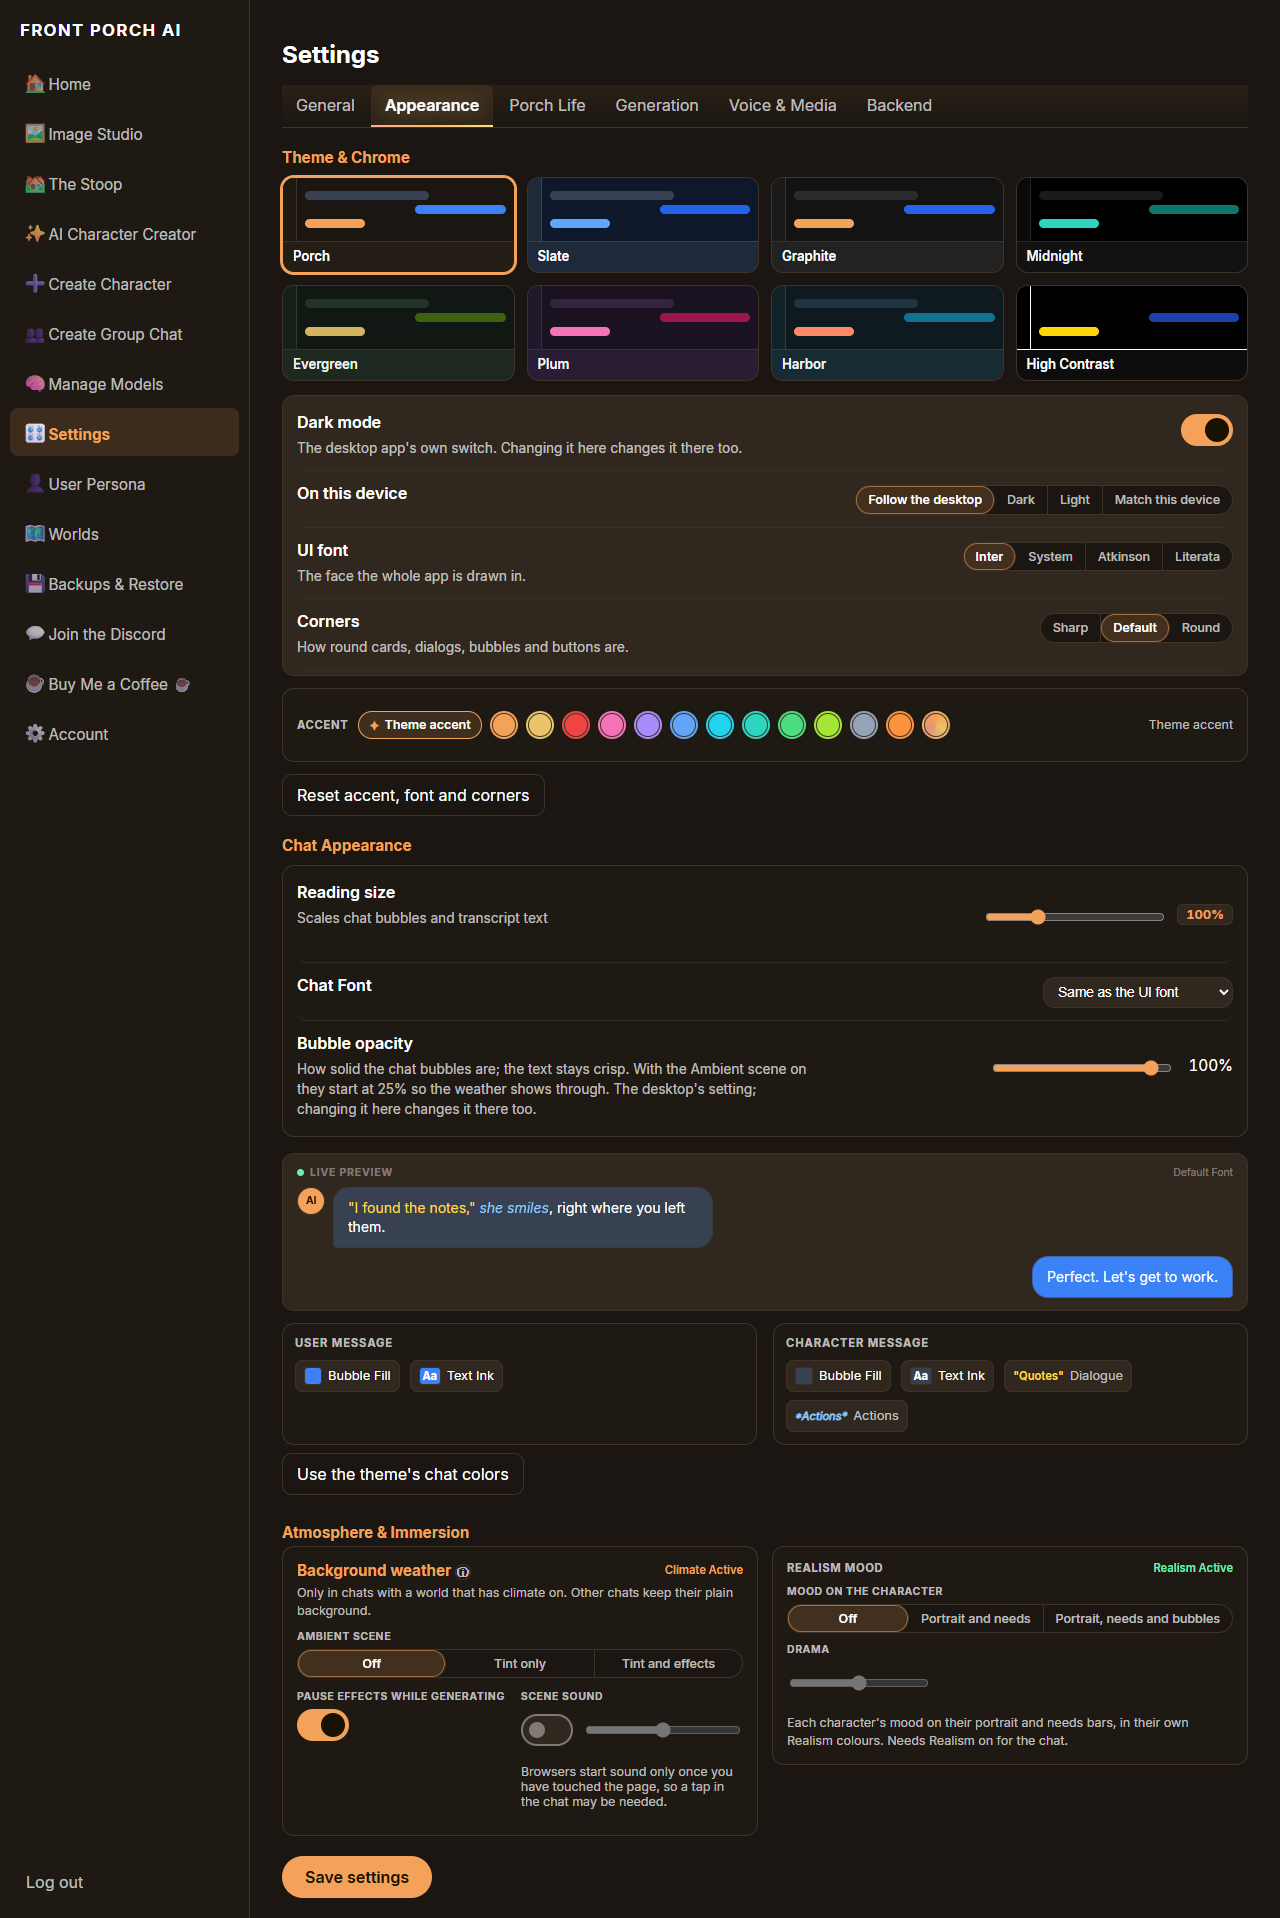 FRONT PORCH AI
Home
Image Studio
The Stoop
AI Character Creator
Create Character
Create Group Chat
Manage Models
Settings
User Persona
Worlds
Backups & Restore
Join the Discord
Buy Me a Coffee
Account
Log out
Settings
General
Appearance
Porch Life
Generation
Voice & Media
Backend
Theme & Chrome
Porch
Slate
Graphite
Midnight
Evergreen
Plum
Harbor
High Contrast
Dark mode
The desktop app's own switch. Changing it here changes it there too.
On this device
Follow the desktop
Dark
Light
Match this device
UI font
The face the whole app is drawn in.
Inter
System
Atkinson
Literata
Corners
How round cards, dialogs, bubbles and buttons are.
Sharp
Default
Round
ACCENT
Theme accent
Theme accent
Reset accent, font and corners
Chat Appearance
Reading size
Scales chat bubbles and transcript text
100%
Chat Font
Same as the UI font
Bubble opacity
How solid the chat bubbles are; the text stays crisp. With the Ambient scene on
they start at 25% so the weather shows through. The desktop's setting;
changing it here changes it there too.
100%
LIVE PREVIEW
Default Font
AI
"I found the notes," she smiles, right where you left
them.
Perfect. Let's get to work.
USER MESSAGE
Bubble Fill
Aa Text Ink
CHARACTER MESSAGE
Bubble Fill
Aa Text Ink
"Quotes" Dialogue
*Actions* Actions
Use the theme's chat colors
Atmosphere & Immersion
Background weather
Climate Active
Only in chats with a world that has climate on. Other chats keep their plain
background.
AMBIENT SCENE
Off
Tint only
Tint and effects
PAUSE EFFECTS WHILE GENERATING
SCENE SOUND
Browsers start sound only once you
have touched the page, so a tap in
the chat may be needed.
REALISM MOOD
Realism Active
MOOD ON THE CHARACTER
Off
Portrait and needs
Portrait, needs and bubbles
DRAMA
Each character's mood on their portrait and needs bars, in their own
Realism colours. Needs Realism on for the chat.
Save settings